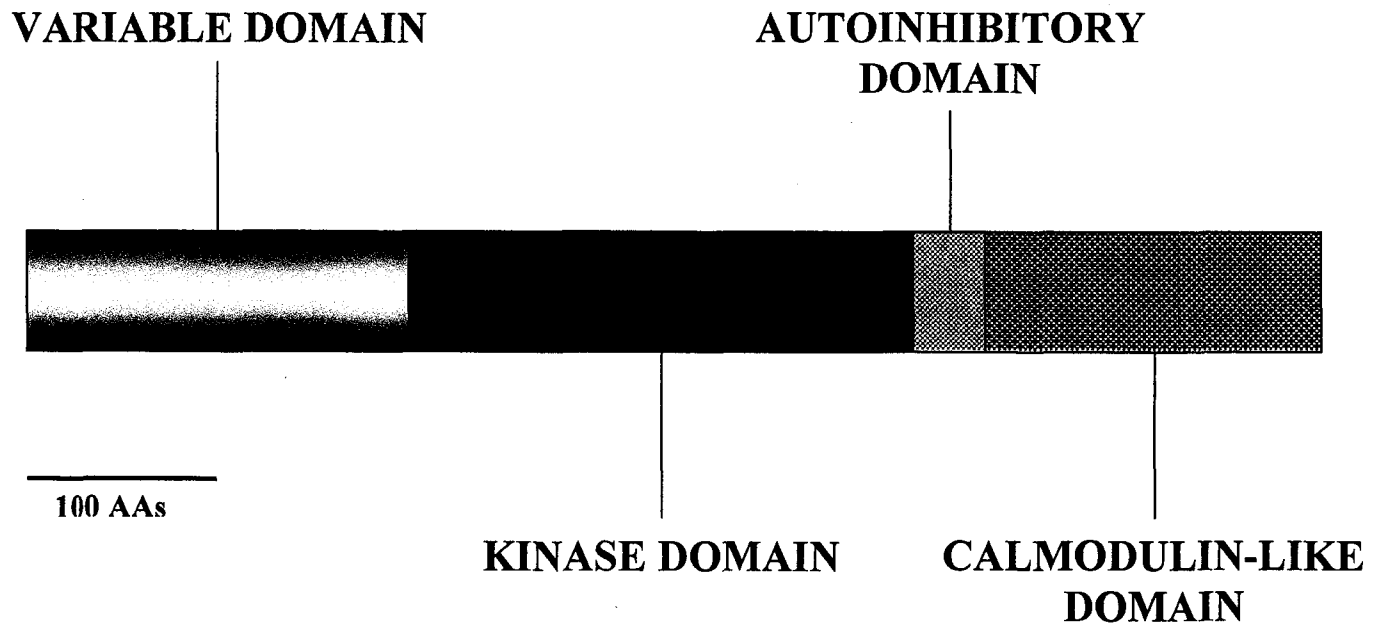 VARIABLE DOMAIN
AUTOINHIBITORY
DOMAIN
100 AAs
KINASE DOMAIN
CALMODULIN-LIKE
DOMAIN